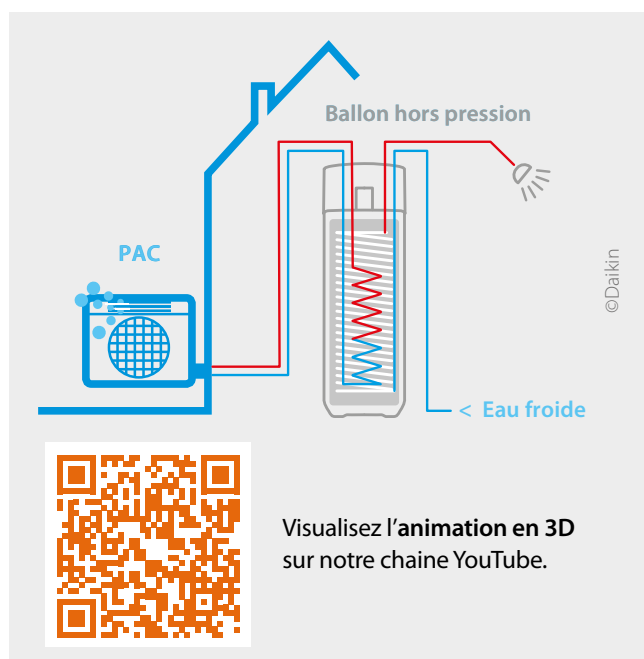 Ballon hors pression
PAC
©Daikin
< Eau froide
Visualisez l'animation en 3D
sur notre chaine YouTube.